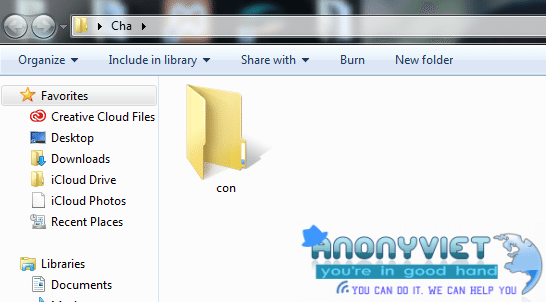 Cha
Organize Include in library Share with Burn New folder
Favorites
Creative Cloud Files
Desktop
Downloads
iCloud Drive
iCloud Photos
Recent Places
Libraries
Documents
con
ANONYVIET
you're in good hand
YOU CAN DO IT. WE CAN HELP YOU